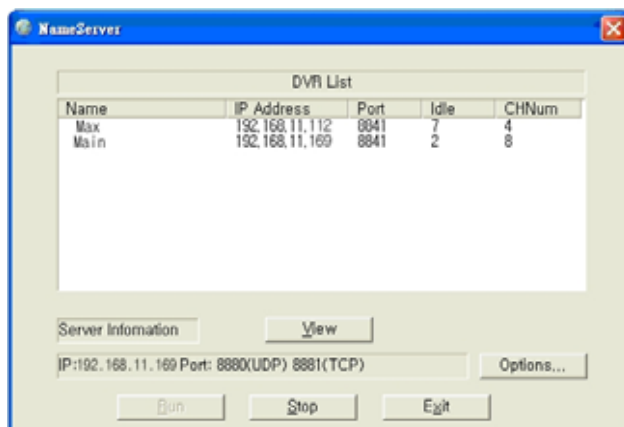 NameServer
DVR List
Name IP Address Port Idle CHNum
Max 192,168,11,112 8841 7 4
Main 192,168,11,169 8841 2 8
Server Infomation View
IP:192.168.11.169 Port: 8880(UDP) 8881(TCP) Options...
Run Stop Exit